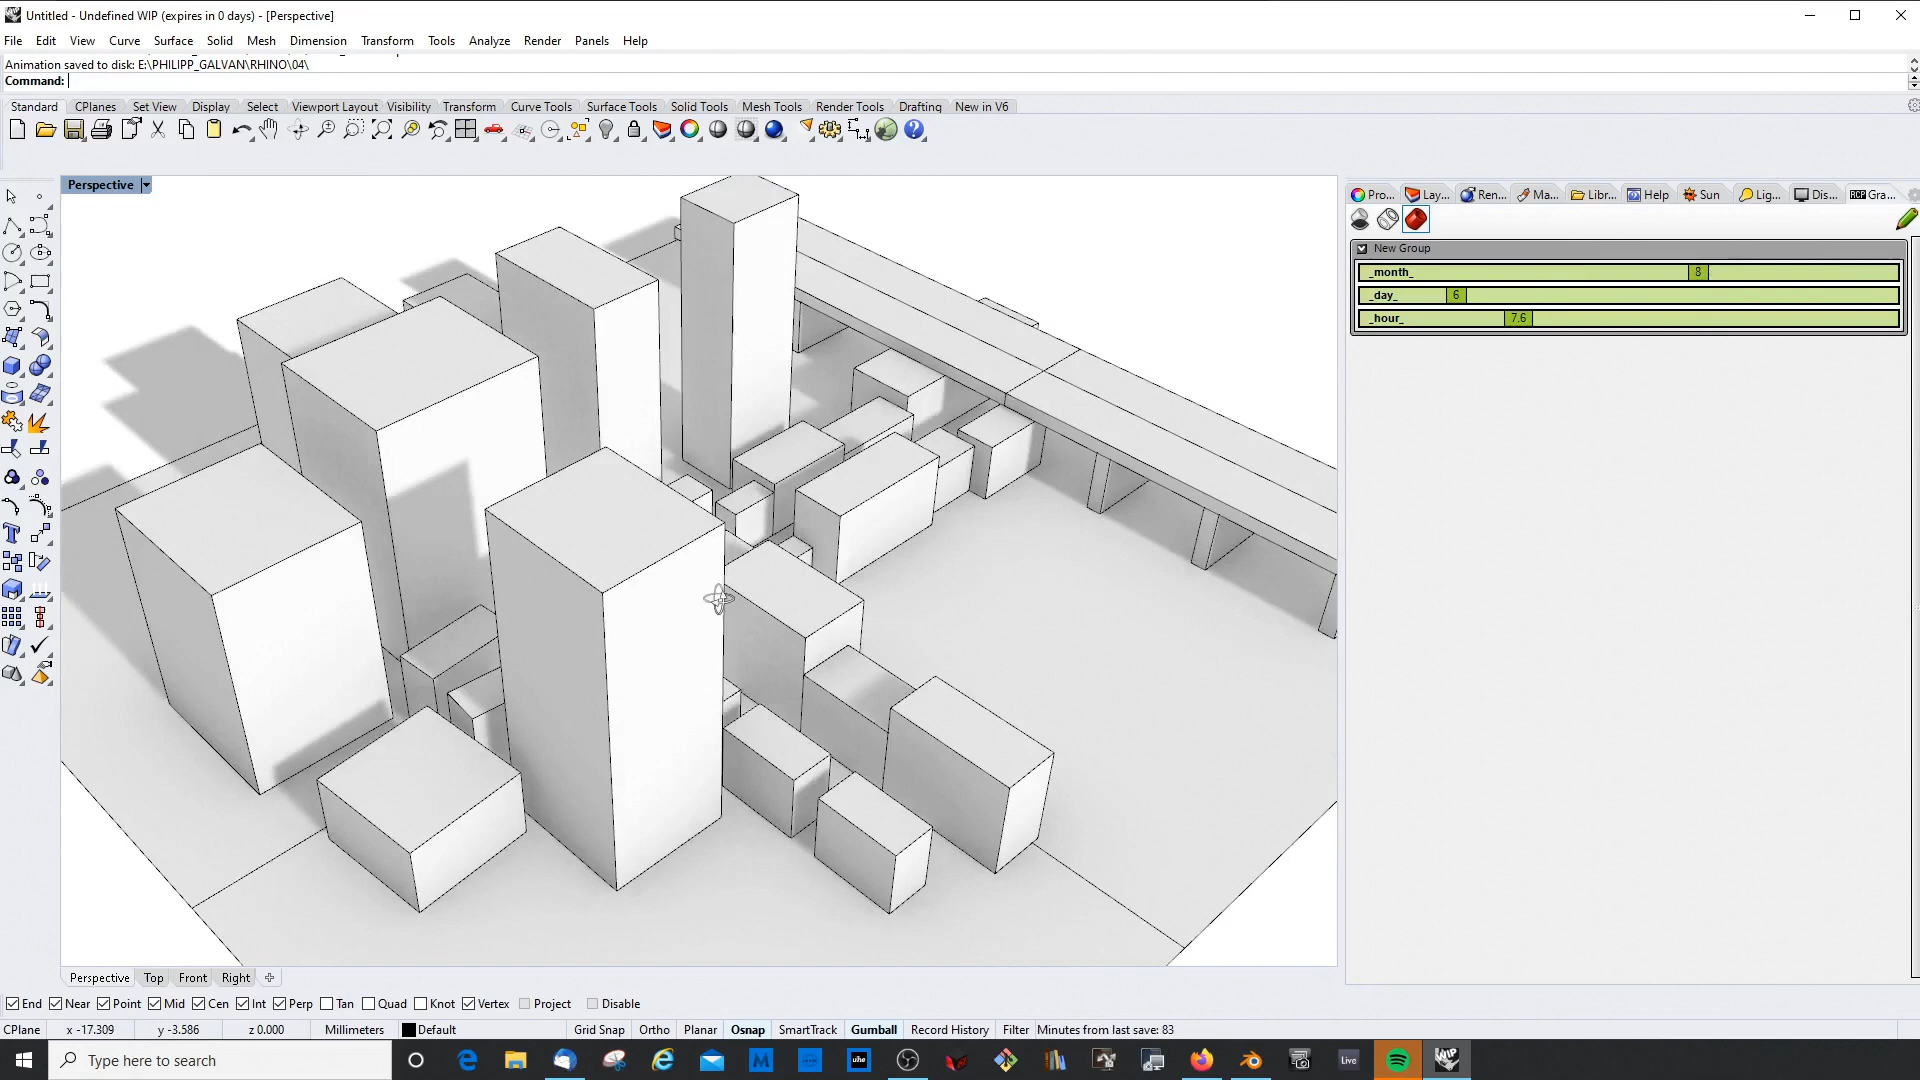 Untitled - Undefined WIP (expires in 0 days) - [Perspective]
File Edit View Curve Surface Solid Mesh Dimension Transform Tools Analyze Render Panels Help
Animation saved to disk: E:\PHILIPP_GALVAN\RHINO\04\
Command:
Standard CPlanes Set View Display Select Viewport Layout Visibility Transform Curve Tools Surface Tools Solid Tools Mesh Tools Render Tools Drafting New in V6
Perspective
Pro... Lay... Ren... Ma... Libr... Help Sun Lig... Dis... RCP Gra...
New Group
_month_ 8
_day_ 6
_hour_ 7.6
Perspective Top Front Right
End Near Point Mid Cen Int Perp Tan Quad Knot Vertex Project Disable
CPlane x -17.309 y -3.586 z 0.000 Millimeters Default Grid Snap Ortho Planar Osnap SmartTrack Gumball Record History Filter Minutes from last save: 83
Type here to search
uhe
Live
WIP